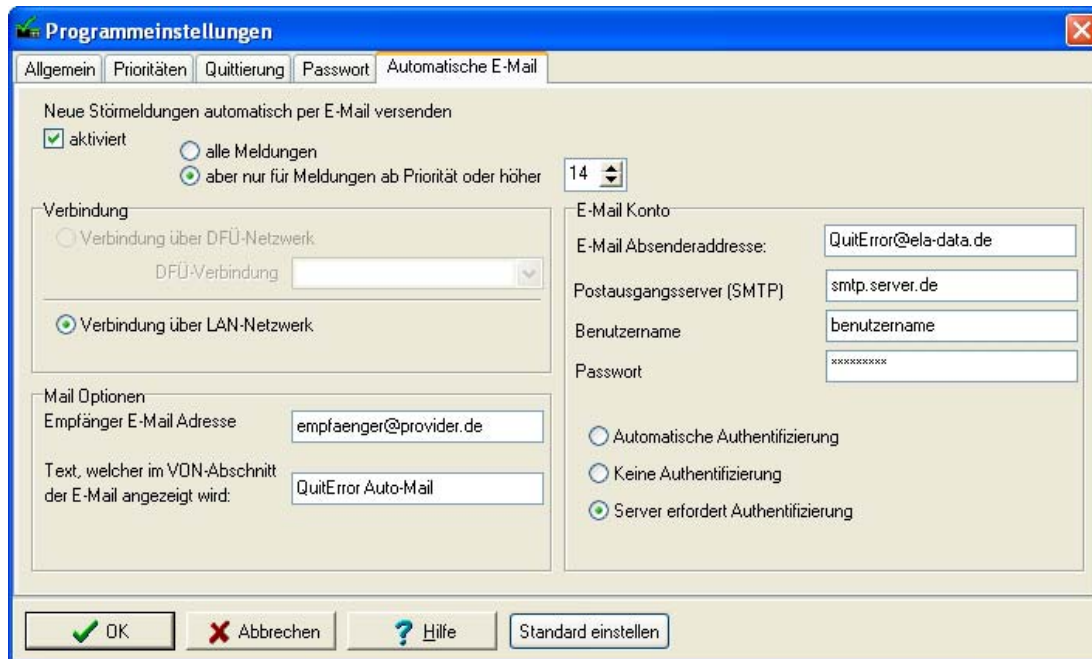 Programmeinstellungen
Allgemein Prioritäten Quittierung Passwort Automatische E-Mail
Neue Störmeldungen automatisch per E-Mail versenden
aktiviert
alle Meldungen
aber nur für Meldungen ab Priorität oder höher 14
Verbindung
Verbindung über DFÜ-Netzwerk
DFÜ-Verbindung
Verbindung über LAN-Netzwerk
Mail Optionen
Empfänger E-Mail Adresse empfaenger@provider.de
Text, welcher im VON-Abschnitt
der E-Mail angezeigt wird: QuitError Auto-Mail
E-Mail Konto
E-Mail Absenderaddresse: QuitError@ela-data.de
Postausgangsserver (SMTP) smtp.server.de
Benutzername benutzername
Passwort ×××××××××
Automatische Authentifizierung
Keine Authentifizierung
Server erfordert Authentifizierung
OK Abbrechen ? Hilfe Standard einstellen